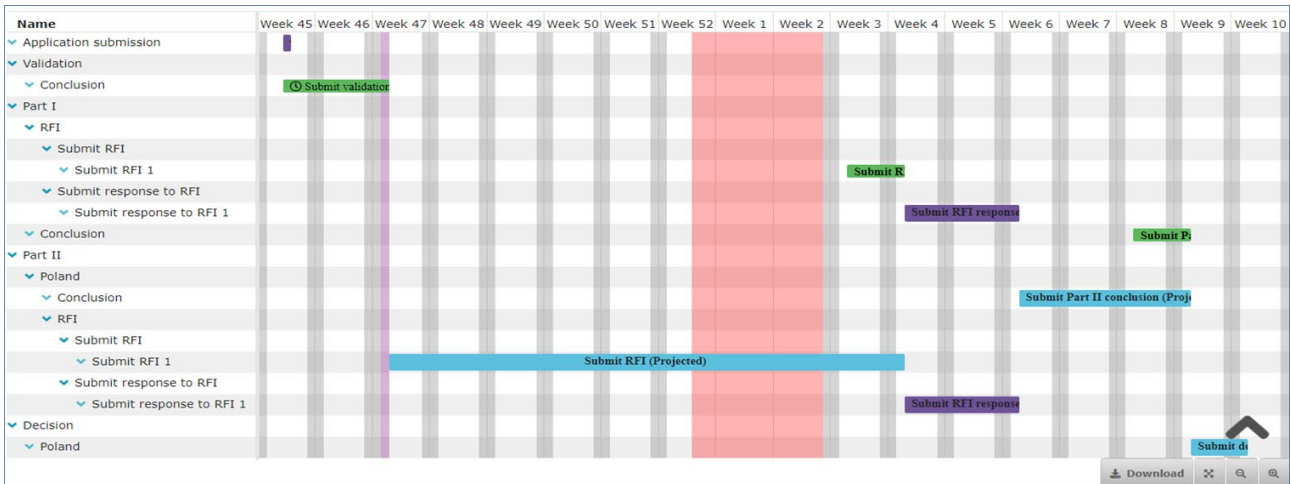 Name Week 45 Week 46 Week 47 Week 48 Week 49 Week 50 Week 51 Week 52 Week 1 Week 2 Week 3 Week 4 Week 5 Week 6 Week 7 Week 8 Week 9 Week 10
Application submission
Validation
Conclusion Submit validation
Part I
RFI
Submit RFI
Submit RFI 1 Submit R
Submit response to RFI
Submit response to RFI 1 Submit RFI response
Conclusion Submit Pa
Part II
Poland
Conclusion Submit Part II conclusion (Proje
RFI
Submit RFI
Submit RFI 1 Submit RFI (Projected)
Submit response to RFI
Submit response to RFI 1 Submit RFI response
Decision
Poland Submit de
Download